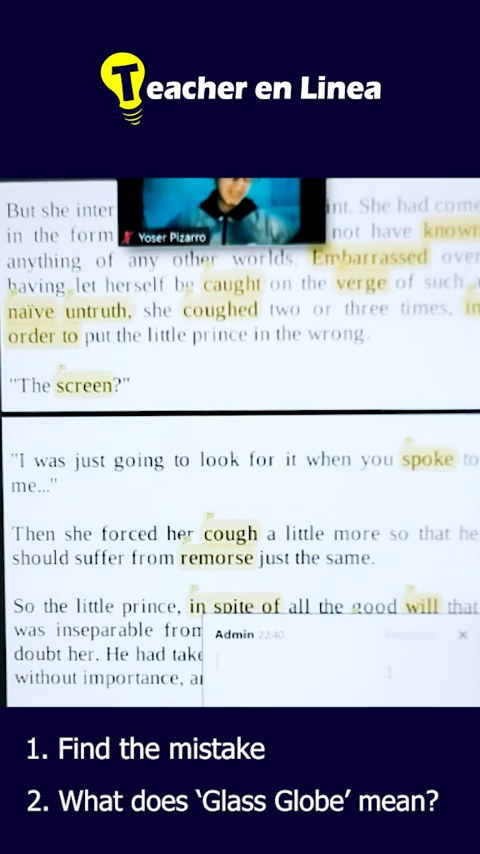 Teacher en Linea
But she inter int. She had come
in the form not have known
Yoser Pizarro
anything of any other worlds. Embarrassed over
having let herself be caught on the verge of such a
naïve untruth, she coughed two or three times, in
order to put the little prince in the wrong.
"The screen?"
"I was just going to look for it when you spoke to
me..."
Then she forced her cough a little more so that he
should suffer from remorse just the same.
So the little prince, in spite of all the good will that
was inseparable from
Admin 22:40
doubt her. He had take
without importance, a
1. Find the mistake
2. What does 'Glass Globe' mean?